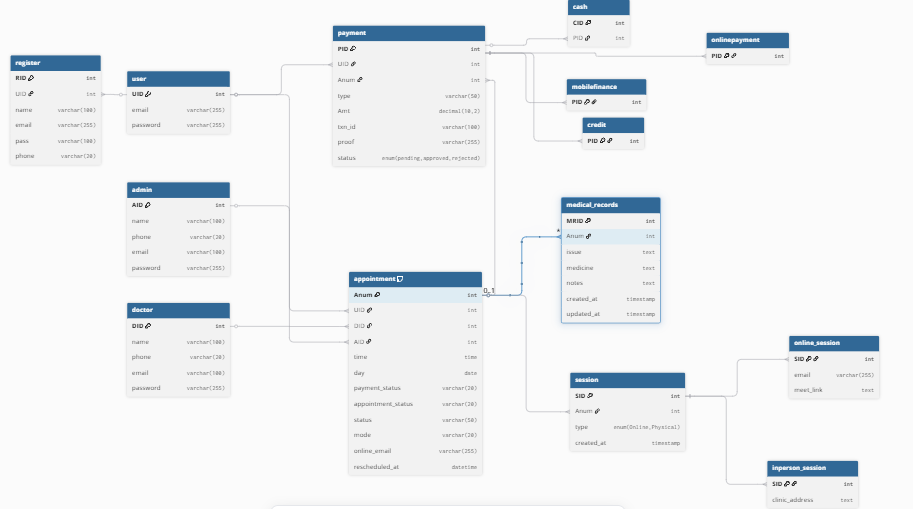 cash
CID int
PID int
payment
PID int
UID int
Anum int
type varchar(50)
Amt decimal(10,2)
txn_id varchar(100)
proof varchar(255)
status enum(pending,approved,rejected)
onlinepayment
PID int
register
RID int
UID int
name varchar(100)
email varchar(255)
pass varchar(100)
phone varchar(20)
user
UID int
email varchar(255)
password varchar(255)
mobilefinance
PID int
credit
PID int
admin
AID int
name varchar(100)
phone varchar(20)
email varchar(100)
password varchar(255)
medical_records
MRID int
Anum int
issue text
medicine text
notes text
created_at timestamp
updated_at timestamp
*
0..1
appointment
Anum int
UID int
DID int
AID int
time time
day date
payment_status varchar(20)
appointment_status varchar(20)
status varchar(50)
mode varchar(20)
online_email varchar(255)
rescheduled_at datetime
doctor
DID int
name varchar(100)
phone varchar(20)
email varchar(100)
password varchar(255)
online_session
SID int
email varchar(255)
meet_link text
session
SID int
Anum int
type enum(Online,Physical)
created_at timestamp
inperson_session
SID int
clinic_address text